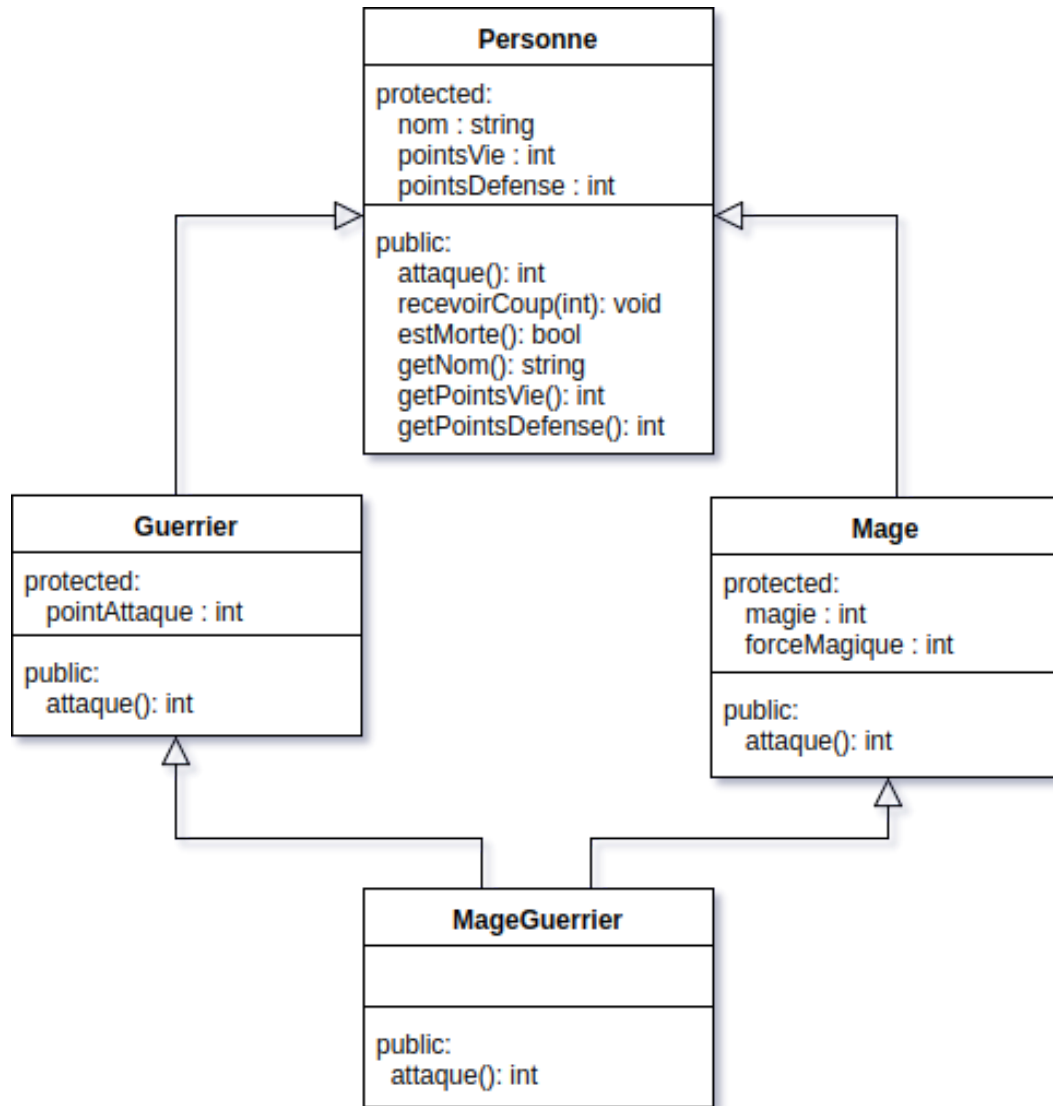 Personne
protected:
nom : string
pointsVie : int
pointsDefense : int
public:
attaque(): int
recevoirCoup(int): void
estMorte(): bool
getNom(): string
getPointsVie(): int
getPointsDefense(): int
Guerrier
protected:
pointAttaque : int
public:
attaque(): int
Mage
protected:
magie : int
forceMagique : int
public:
attaque(): int
MageGuerrier
public:
attaque(): int